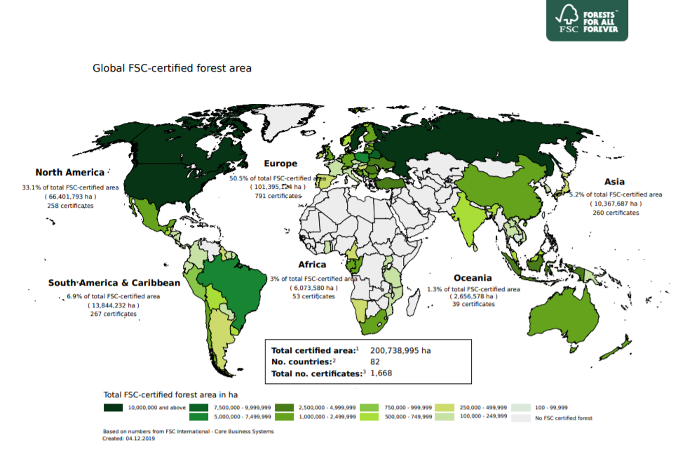 FORESTS
FOR ALL
FOREVER
FSC
Global FSC-certified forest area
North America
33.1% of total FSC-certified area
( 66,401,793 ha )
258 certificates
Europe
50.5% of total FSC-certified area
( 101,395, ha )
791 certificates
Asia
5.2% of total FSC-certified area
( 10,367,687 ha )
260 certificates
South America & Caribbean
6.9% of total FSC-certified area
( 13,844,232 ha )
267 certificates
Africa
3% of total FSC-certified area
( 6,073,580 ha )
53 certificates
Oceania
1.3% of total FSC-certified area
( 2,656,578 ha )
39 certificates
Total certified area:¹ 200,738,995 ha
No. countries:² 82
Total no. certificates:³ 1,668
Total FSC-certified forest area in ha
10,000,000 and above 7,500,000 - 9,999,999 2,500,000 - 4,999,999 750,000 - 999,999 250,000 - 499,999 100 - 99,999
5,000,000 - 7,499,999 1,000,000 - 2,499,999 500,000 - 749,999 100,000 - 249,999 No FSC certified forest
Based on numbers from FSC International - Core Business Systems
Created: 04.12.2019